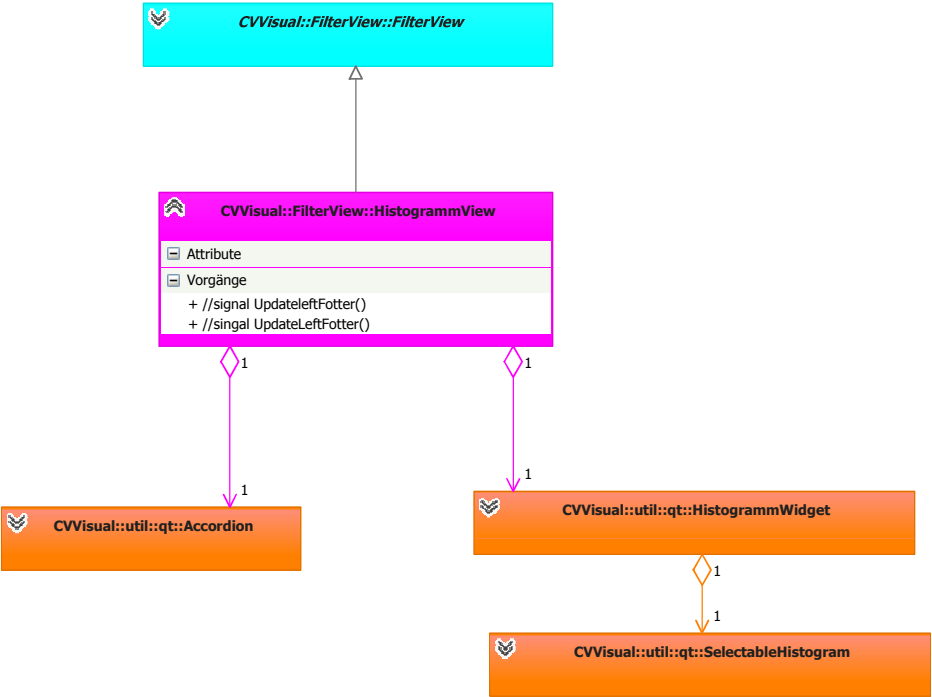 CVVisual::FilterView::FilterView
CVVisual::FilterView::HistogrammView
Attribute
Vorgänge
+ //signal UpdateleftFotter()
+ //singal UpdateLeftFotter()
1
1
1
1
CVVisual::util::qt::Accordion
CVVisual::util::qt::HistogrammWidget
1
1
CVVisual::util::qt::SelectableHistogram